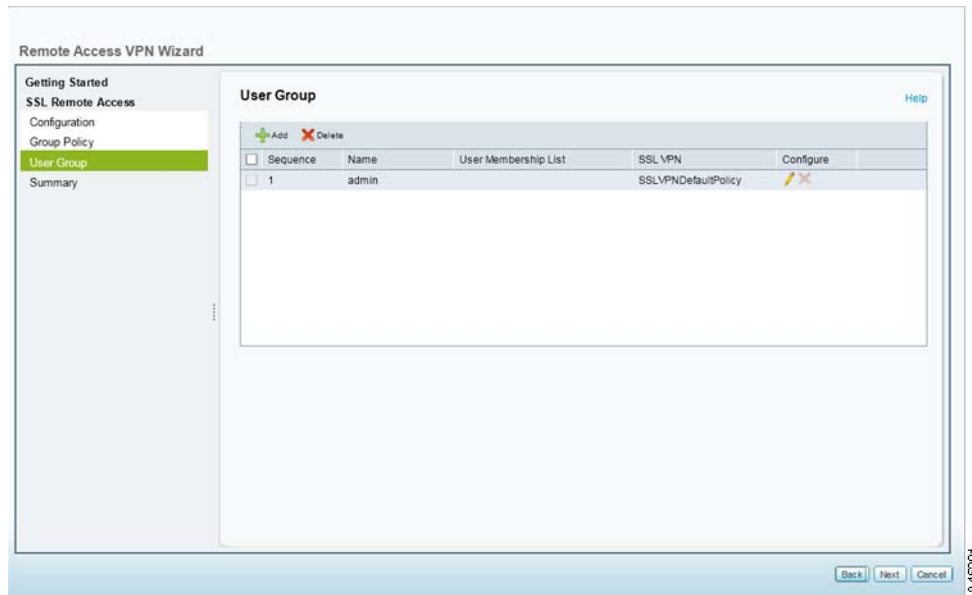 Remote Access VPN Wizard
Getting Started
SSL Remote Access
Configuration
Group Policy
User Group
Summary
User Group
Help
Add Delete
Sequence Name User Membership List SSL VPN Configure
1 admin SSLVPNDefaultPolicy
Back Next Cancel